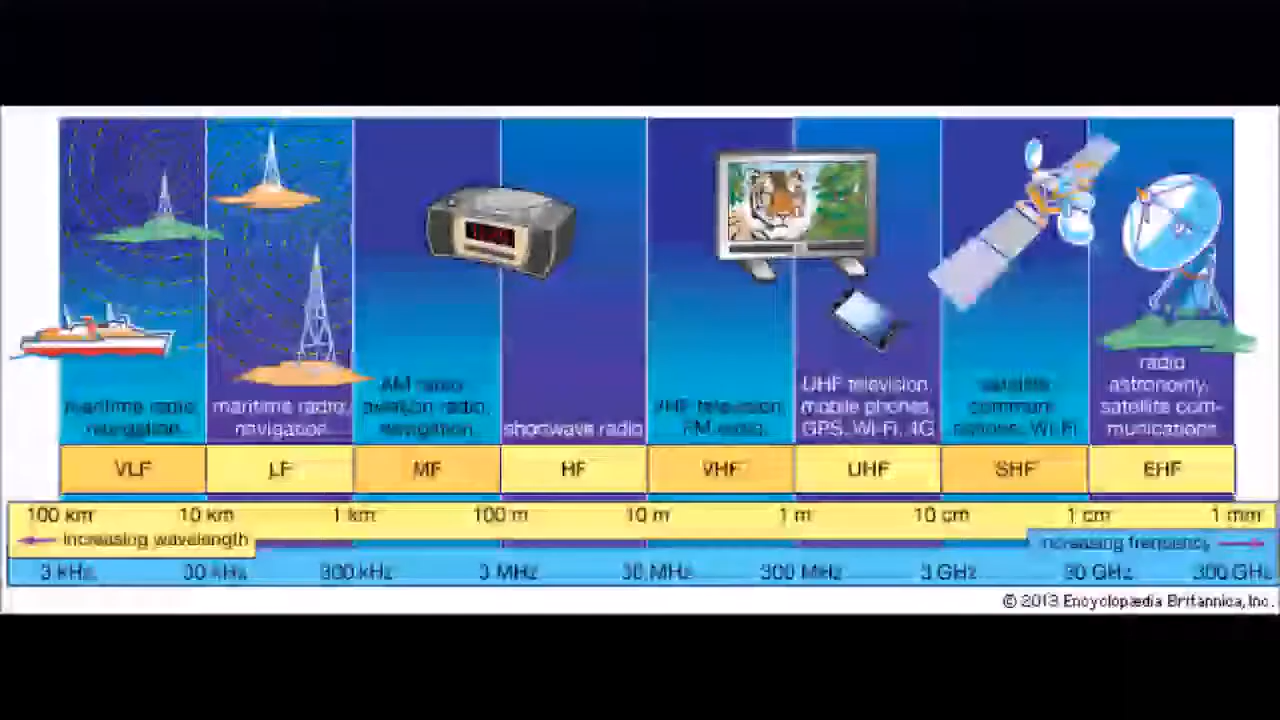 maritime radio,
navigation
maritime radio,
navigation
AM radio,
aviation radio,
navigation
shortwave radio
VHF television,
FM radio
UHF television,
mobile phones,
GPS, Wi-Fi, 4G
satellite
communi-
cations, Wi-Fi
radio
astronomy,
satellite com-
munications
VLF LF MF HF VHF UHF SHF EHF
100 km 10 km 1 km 100 m 10 m 1 m 10 cm 1 cm 1 mm
increasing wavelength increasing frequency
3 kHz 30 kHz 300 kHz 3 MHz 30 MHz 300 MHz 3 GHz 30 GHz 300 GHz
© 2013 Encyclopædia Britannica, Inc.